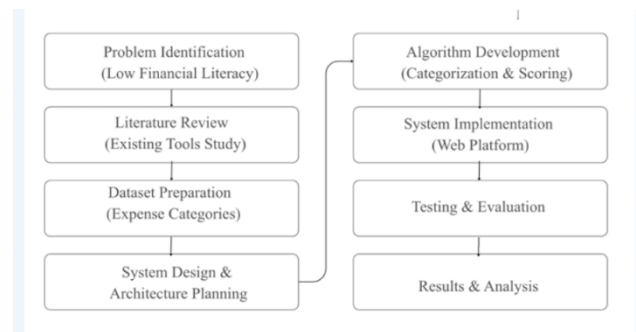 Problem Identification
(Low Financial Literacy)
Literature Review
(Existing Tools Study)
Dataset Preparation
(Expense Categories)
System Design &
Architecture Planning
Algorithm Development
(Categorization & Scoring)
System Implementation
(Web Platform)
Testing & Evaluation
Results & Analysis